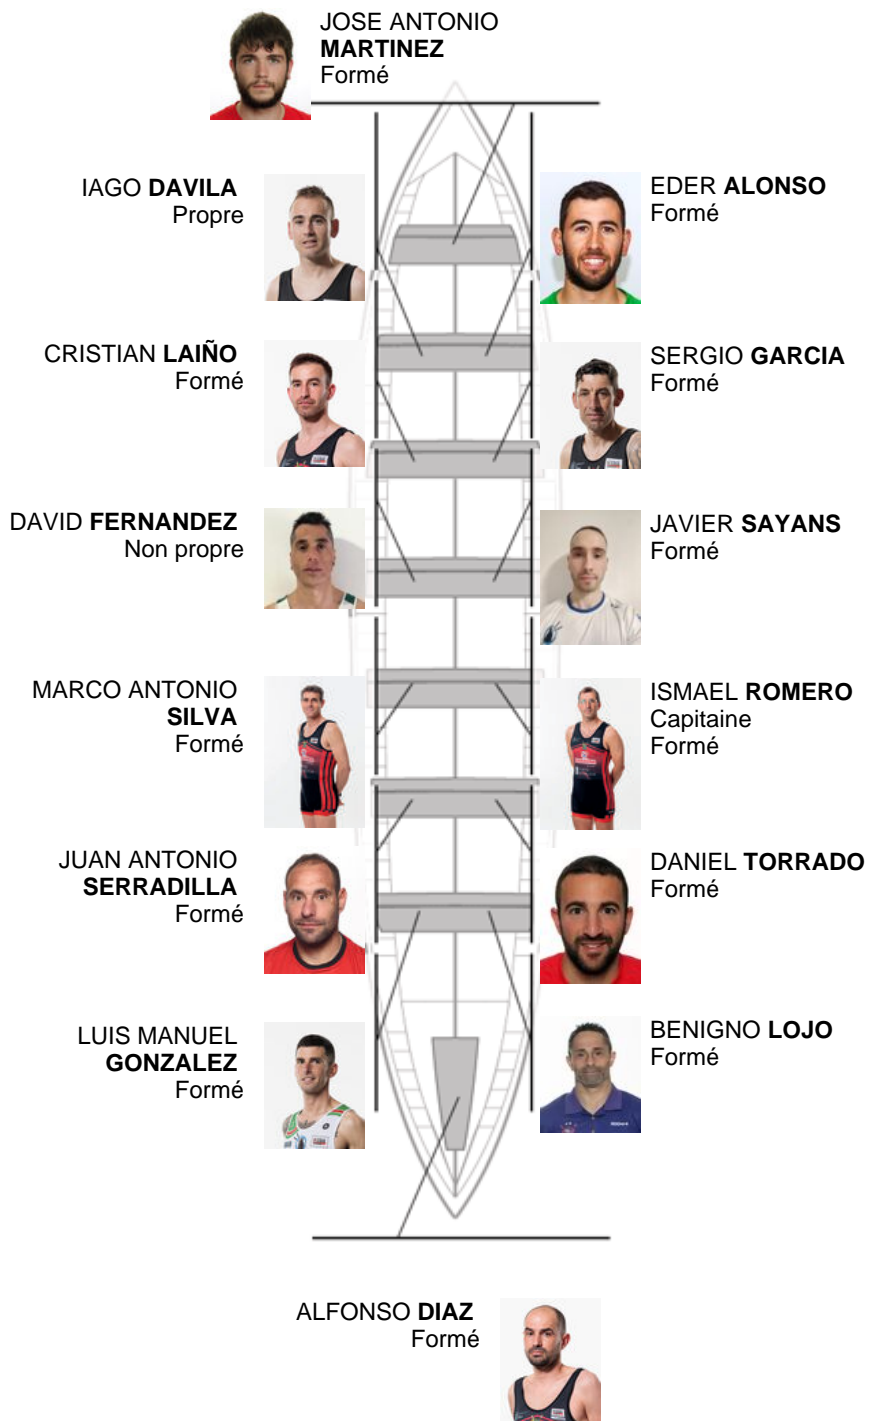 JOSE ANTONIO
MARTINEZ
Formé
IAGO DAVILA
Propre
EDER ALONSO
Formé
CRISTIAN LAIÑO
Formé
SERGIO GARCIA
Formé
DAVID FERNANDEZ
Non propre
JAVIER SAYANS
Formé
MARCO ANTONIO
SILVA
Formé
ISMAEL ROMERO
Capitaine
Formé
JUAN ANTONIO
SERRADILLA
Formé
DANIEL TORRADO
Formé
LUIS MANUEL
GONZALEZ
Formé
BENIGNO LOJO
Formé
ALFONSO DIAZ
Formé